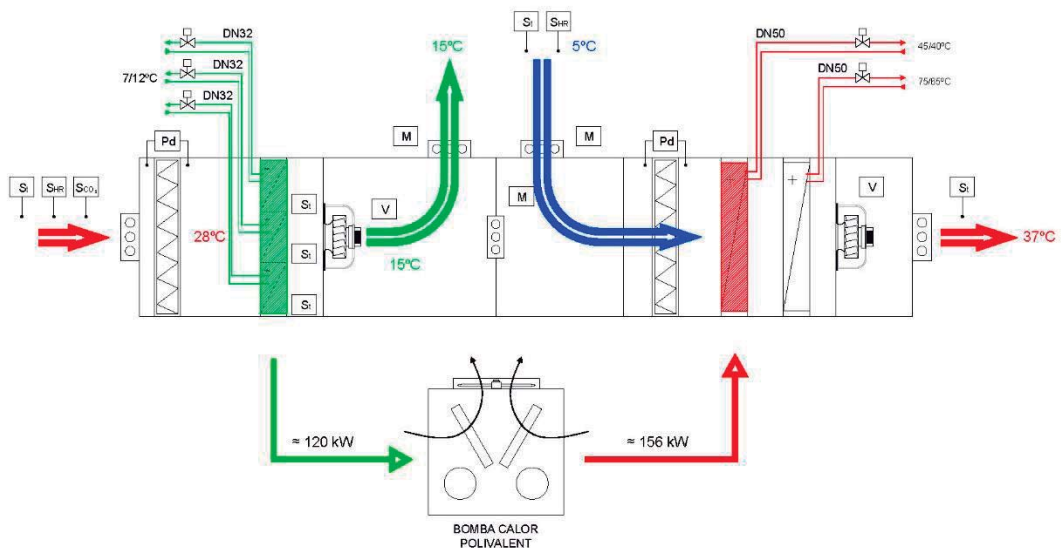 DN32
DN32
7/12ºC
DN32
15ºC
St
SHR
5ºC
DN50
45/40ºC
DN50
75/65ºC
Pd
M
M
Pd
St
SHR
SCO₂
28ºC
St
St
St
V
15ºC
M
V
St
37ºC
≈ 120 kW
≈ 156 kW
BOMBA CALOR
POLIVALENT